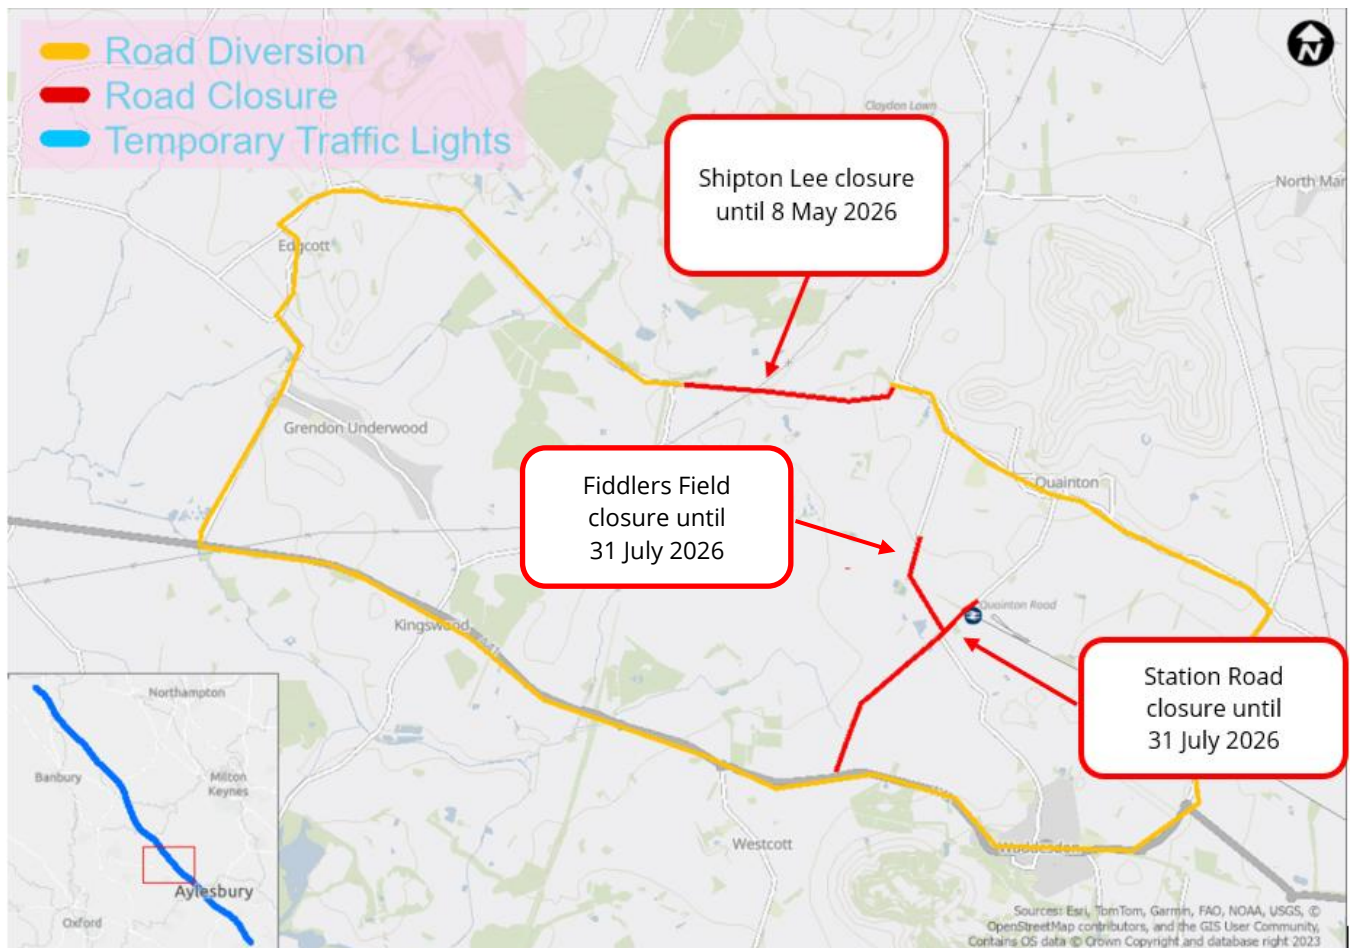 Road Diversion
Road Closure
Temporary Traffic Lights
N
Claydon Lawn
Shipton Lee closure
until 8 May 2026
North Mar
Edgcott
Grendon Underwood
Quainton
Fiddlers Field
closure until
31 July 2026
Quainton Road
Kingswood
Station Road
closure until
31 July 2026
Westcott
Waddesdon
Northampton
Banbury
Milton
Keynes
Aylesbury
Oxford
Sources: Esri, TomTom, Garmin, FAO, NOAA, USGS, ©
OpenStreetMap contributors, and the GIS User Community,
Contains OS data © Crown Copyright and database right 2023